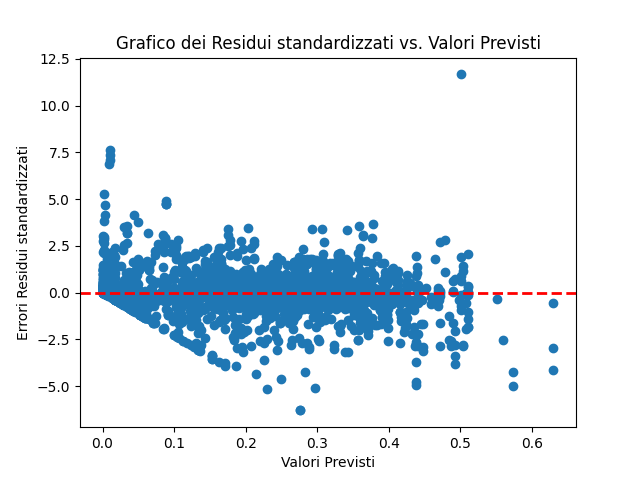 Grafico dei Residui standardizzati vs. Valori Previsti
12.5
10.0
7.5
5.0
2.5
0.0
−2.5
−5.0
Errori Residui standardizzati
0.0 0.1 0.2 0.3 0.4 0.5 0.6
Valori Previsti